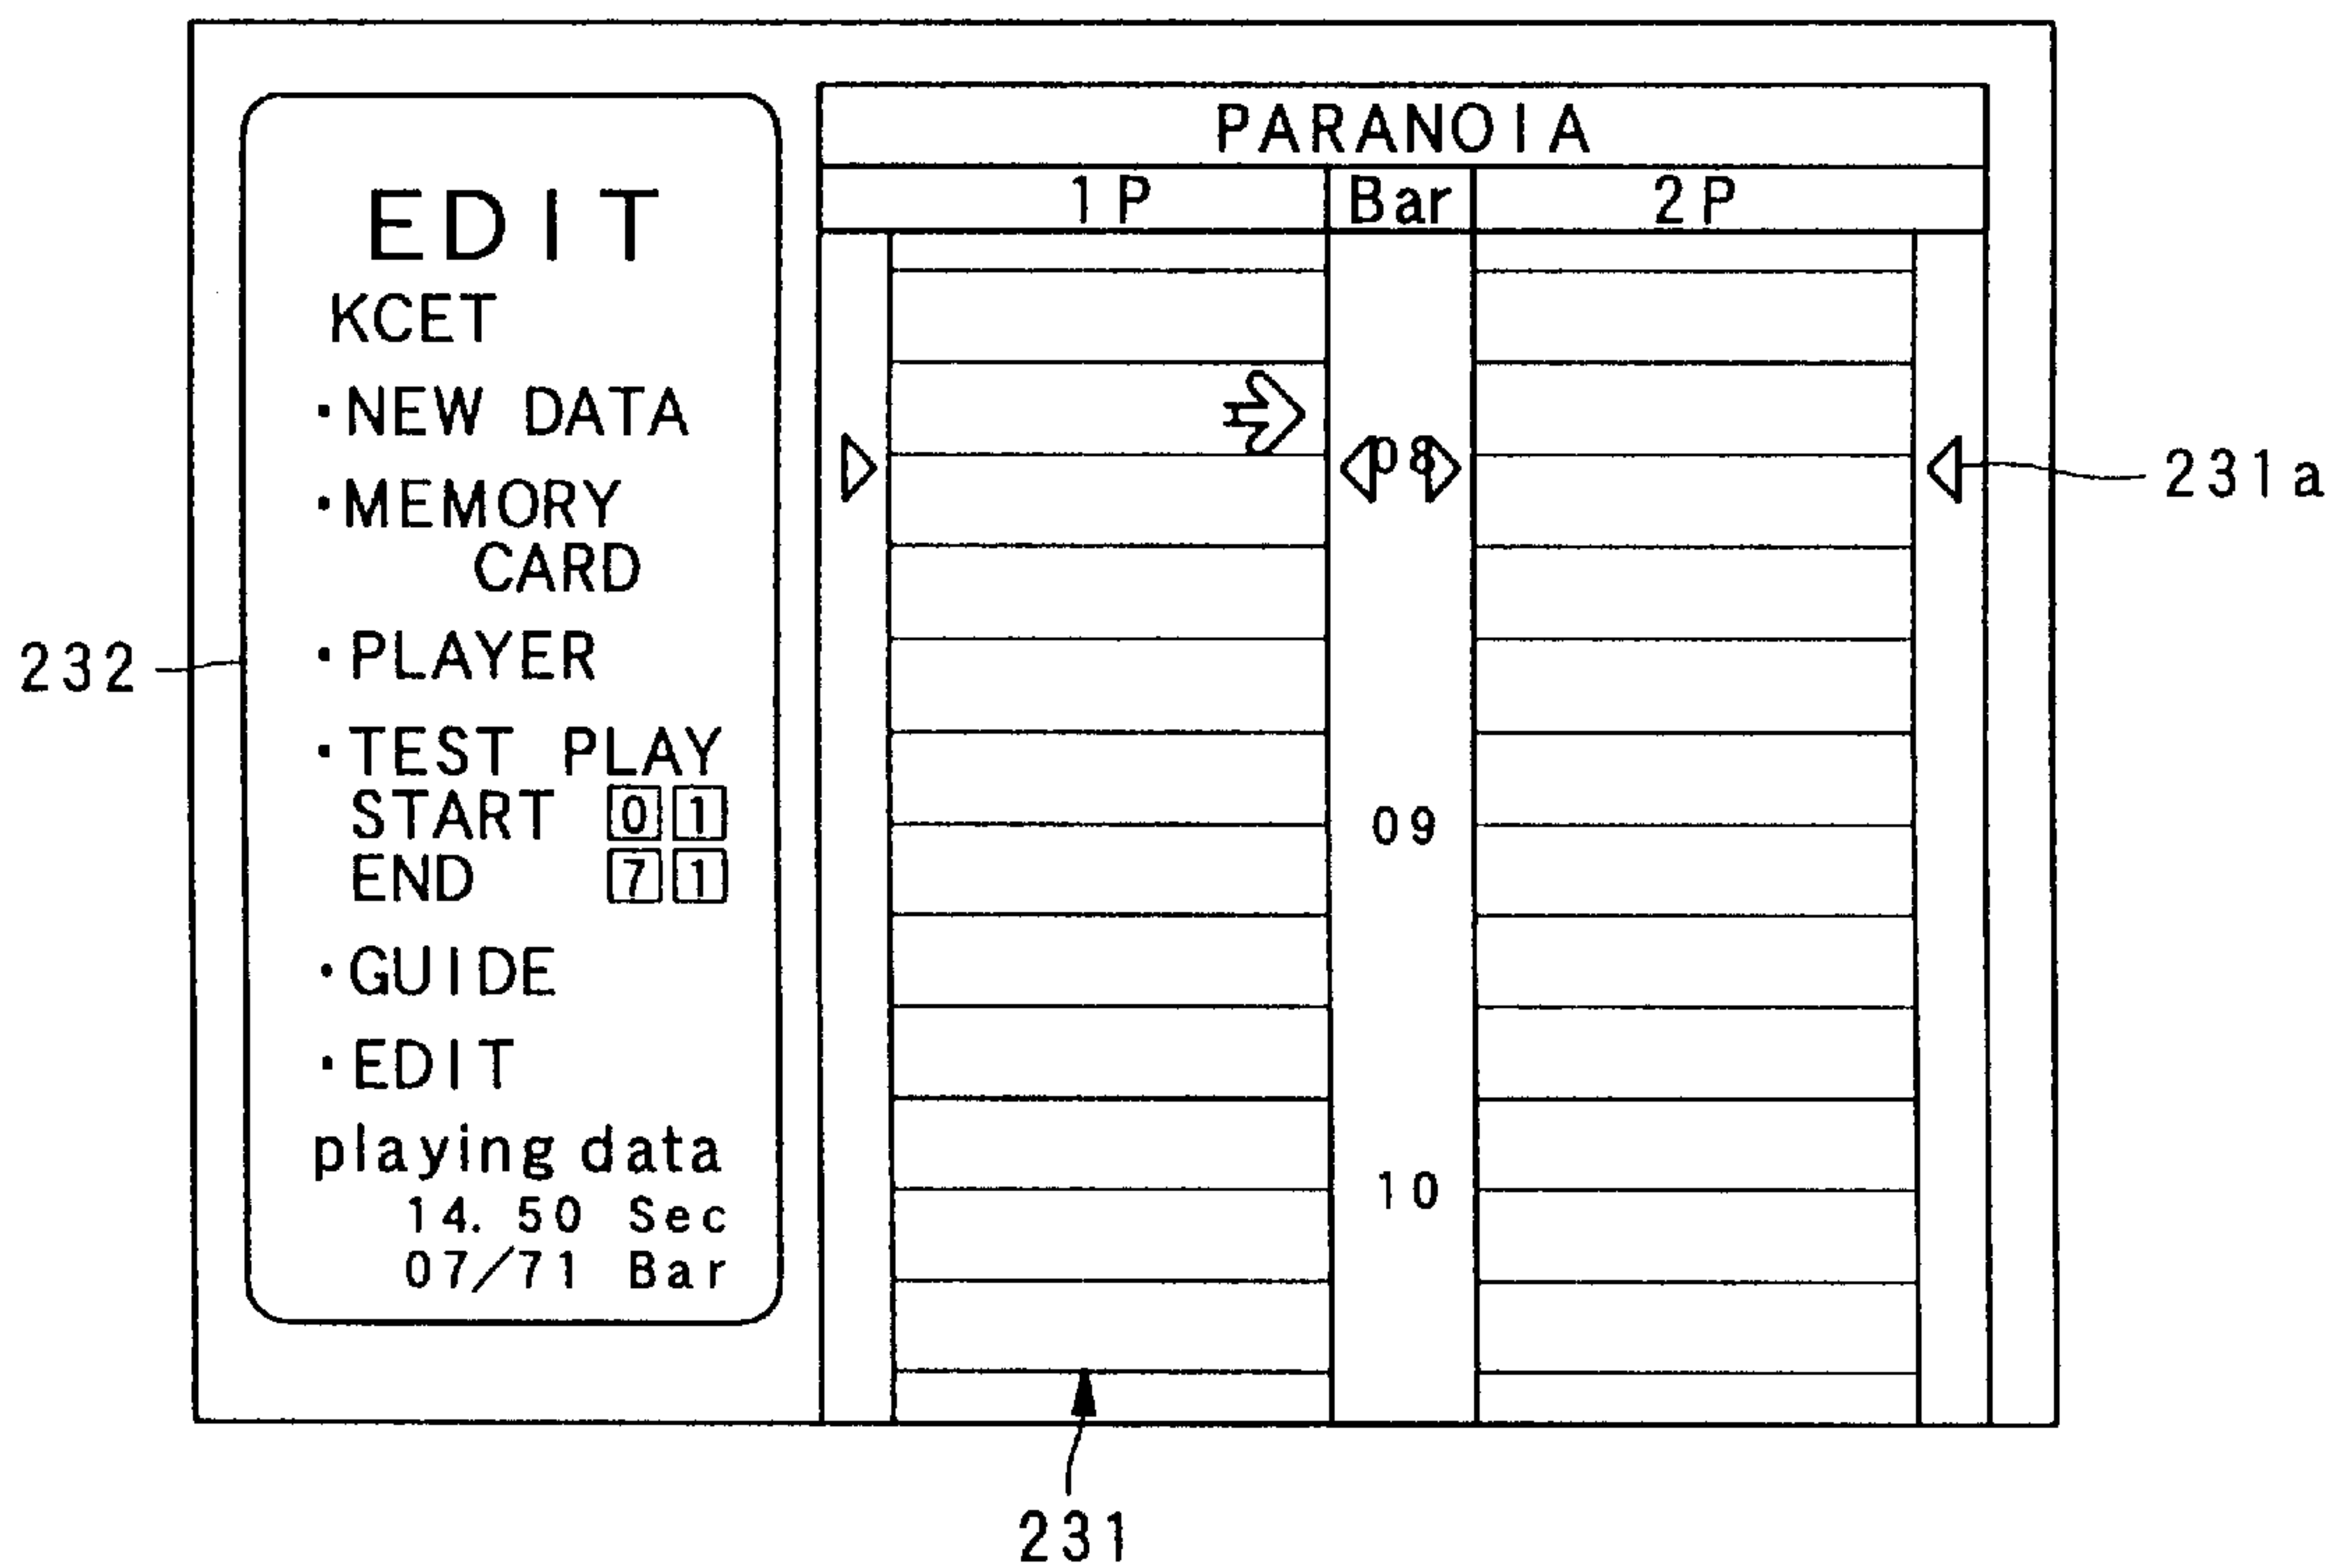 EDIT
KCET
・NEW DATA
・MEMORY
CARD
・PLAYER
・TEST PLAY
START 01
END 71
・GUIDE
・EDIT
playing data
14.50 Sec
07/71 Bar
232
PARANOIA
1P Bar 2P
08
09
10
231a
231